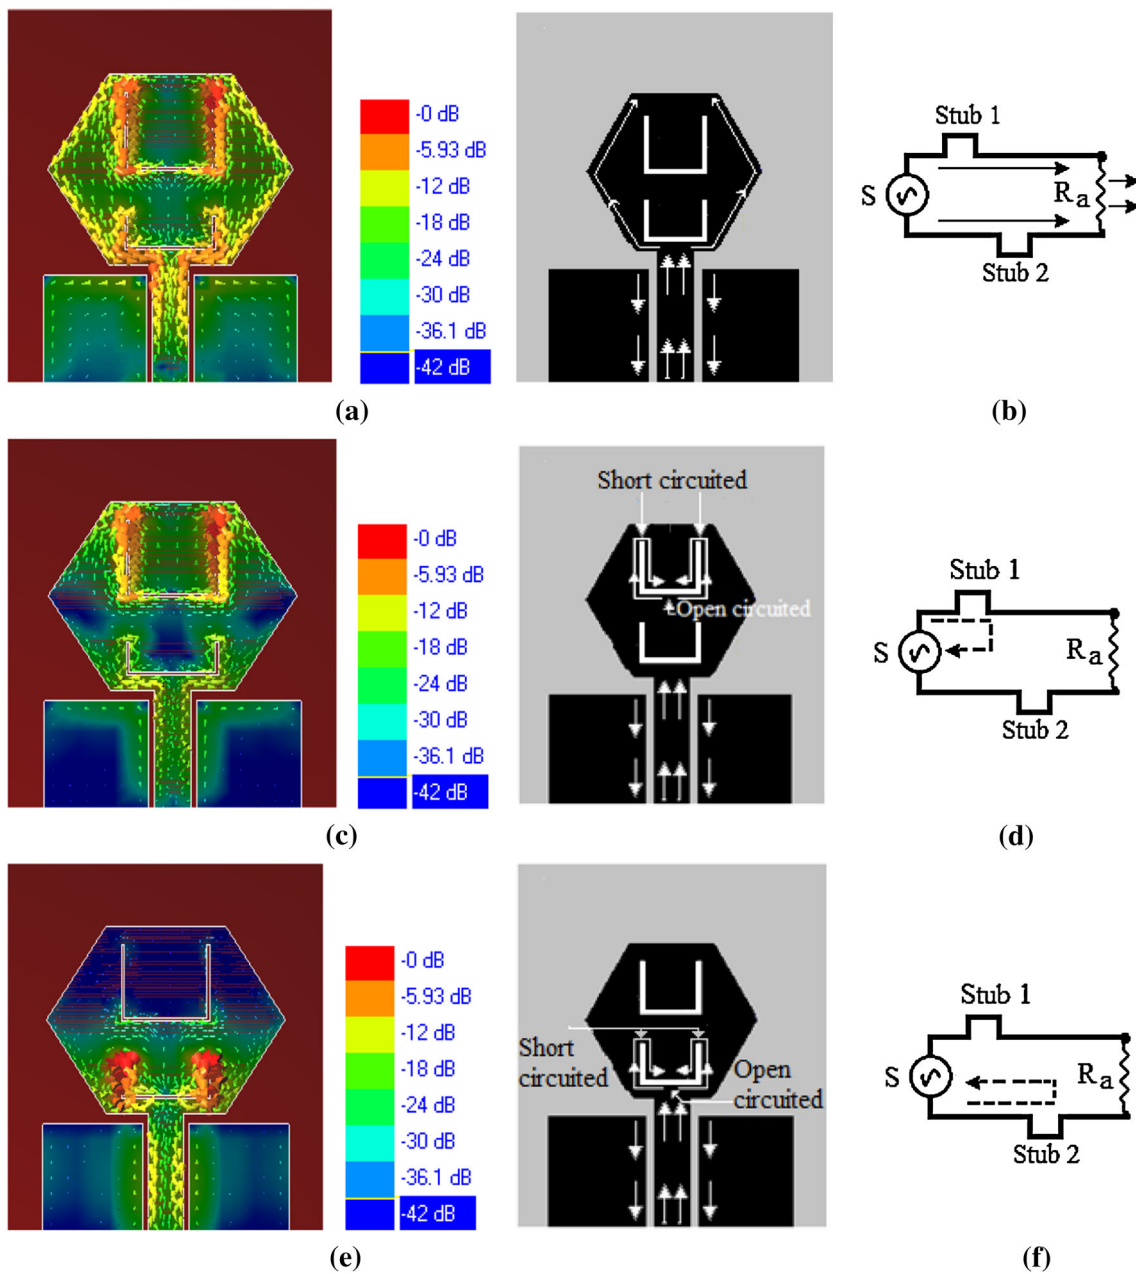 -0 dB
-5.93 dB
-12 dB
-18 dB
-24 dB
-30 dB
-36.1 dB
-42 dB
Stub 1
S
Ra
Stub 2
(a)
(b)
-0 dB
-5.93 dB
-12 dB
-18 dB
-24 dB
-30 dB
-36.1 dB
-42 dB
Short circuited
Open circuited
Stub 1
S
Ra
Stub 2
(c)
(d)
-0 dB
-5.93 dB
-12 dB
-18 dB
-24 dB
-30 dB
-36.1 dB
-42 dB
Short
circuited
Open
circuited
Stub 1
S
Ra
Stub 2
(e)
(f)